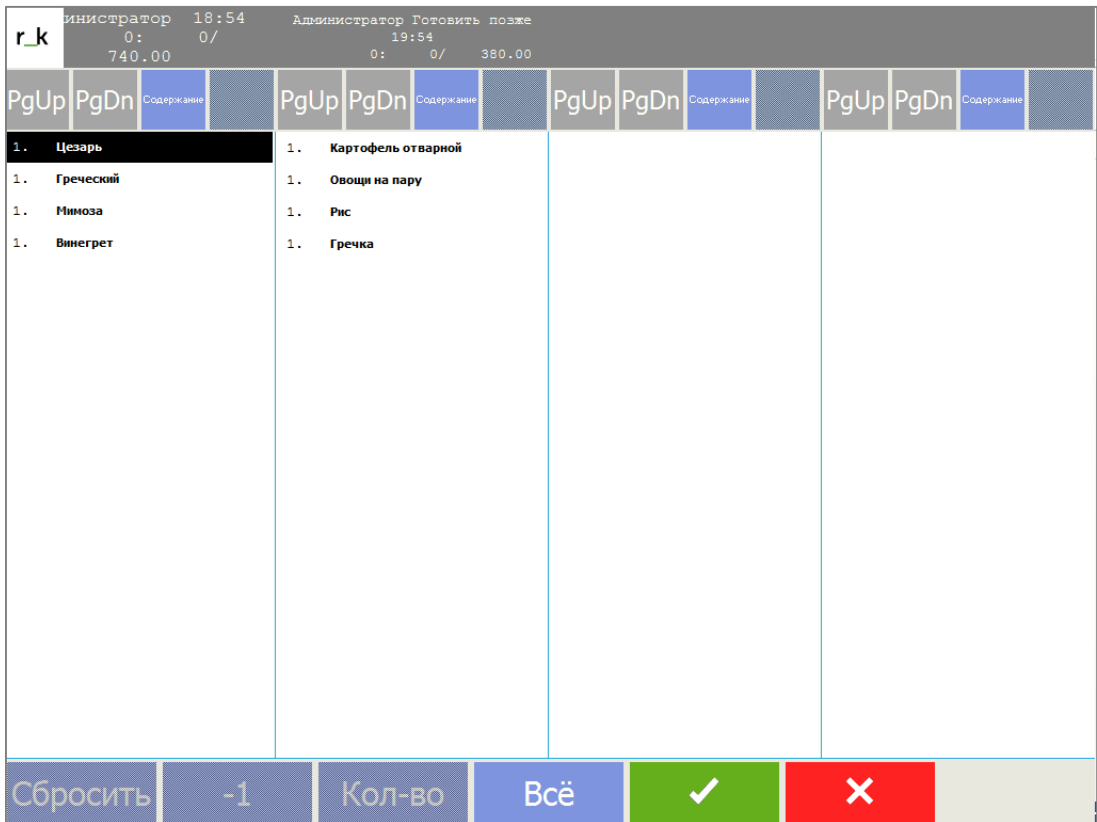 r_k
инистратор 18:54
0: 0/
740.00
Администратор Готовить позже
19:54
0: 0/ 380.00
PgUp PgDn Содержание PgUp PgDn Содержание PgUp PgDn Содержание PgUp PgDn Содержание
1. Цезарь
1. Греческий
1. Мимоза
1. Винегрет
1. Картофель отварной
1. Овощи на пару
1. Рис
1. Гречка
Сбросить -1 Кол-во Всё